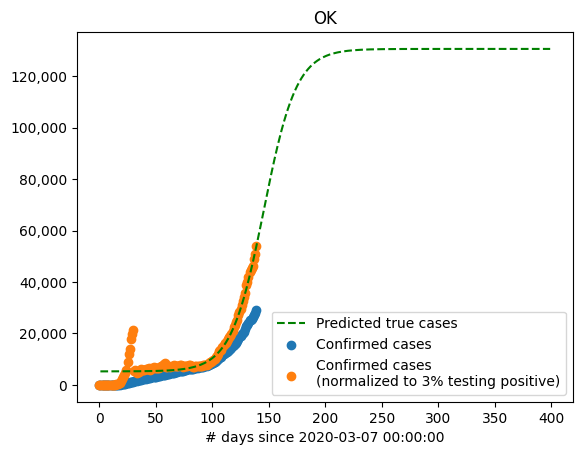 OK
120,000
100,000
80,000
60,000
40,000
20,000
0
0 50 100 150 200 250 300 350 400
# days since 2020-03-07 00:00:00
Predicted true cases
Confirmed cases
Confirmed cases
(normalized to 3% testing positive)